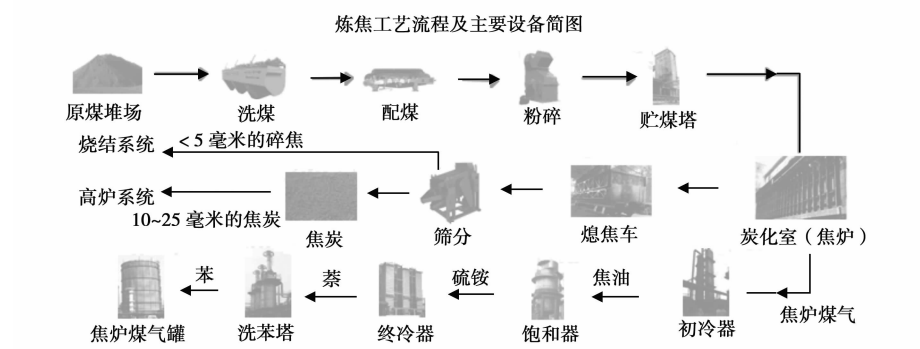 炼焦工艺流程及主要设备简图
原煤堆场
洗煤
配煤
粉碎
贮煤塔
烧结系统
<5 毫米的碎焦
高炉系统
10~25 毫米的焦炭
焦炭
筛分
熄焦车
炭化室（焦炉）
苯
萘
硫铵
焦油
焦炉煤气罐
洗苯塔
终冷器
饱和器
初冷器
焦炉煤气